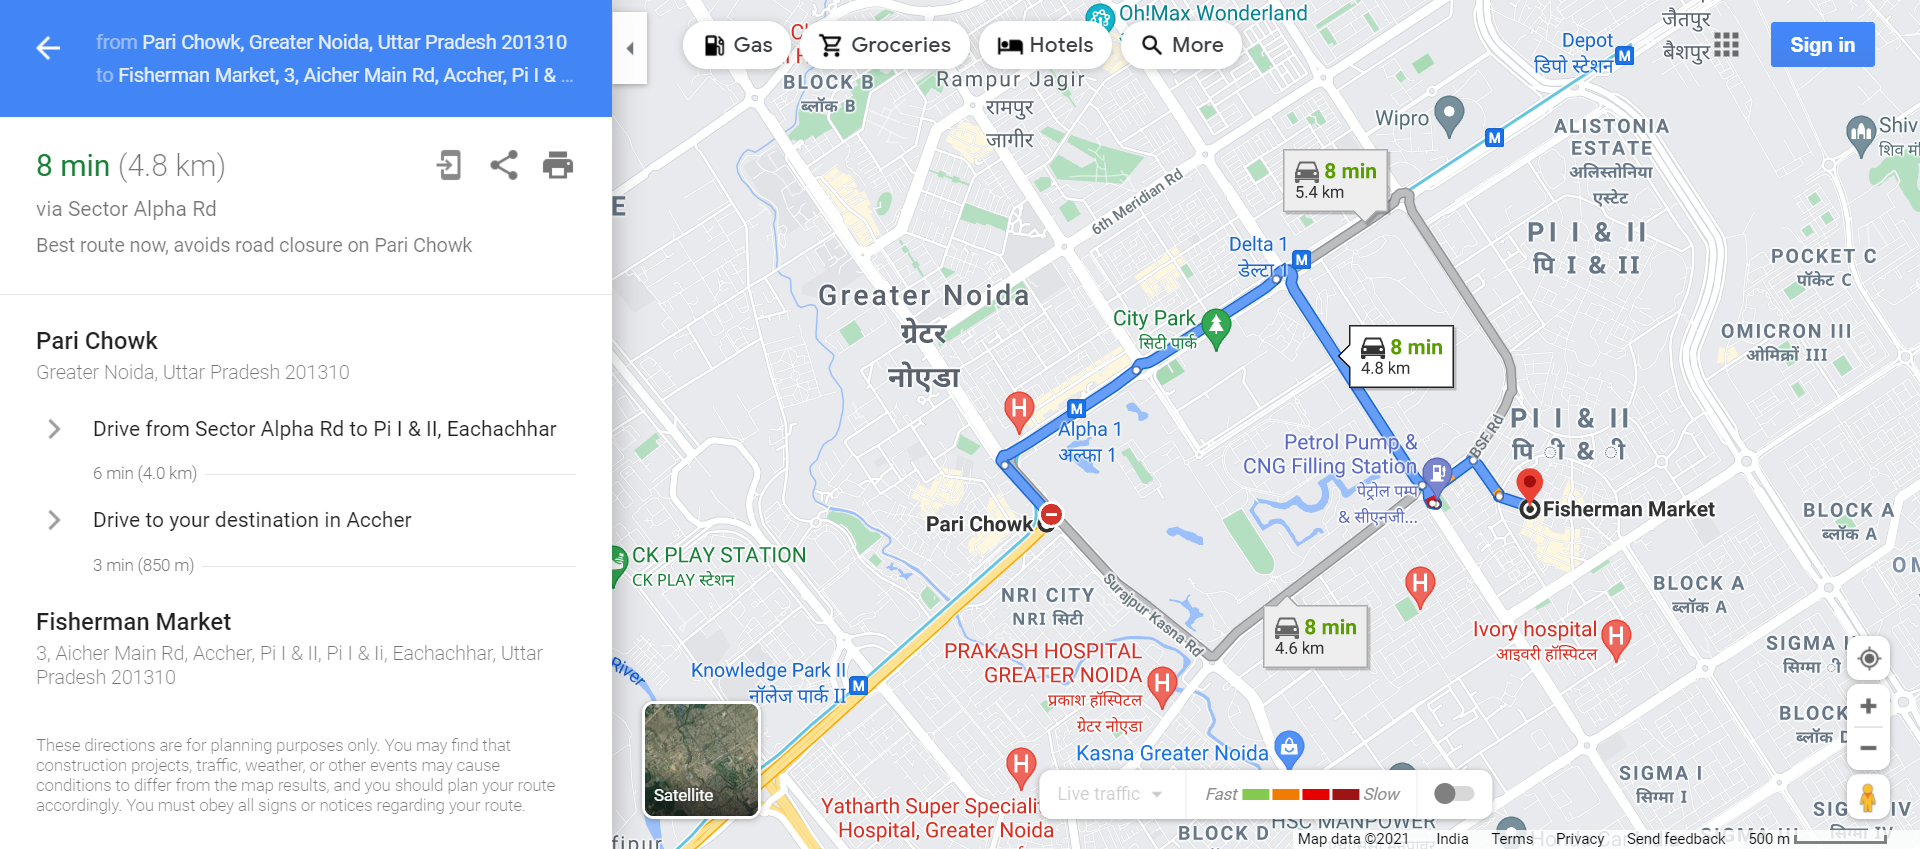 from Pari Chowk, Greater Noida, Uttar Pradesh 201310
to Fisherman Market, 3, Aicher Main Rd, Accher, Pi I & ...
8 min (4.8 km)
via Sector Alpha Rd
Best route now, avoids road closure on Pari Chowk
Pari Chowk
Greater Noida, Uttar Pradesh 201310
Drive from Sector Alpha Rd to Pi I & II, Eachachhar
6 min (4.0 km)
Drive to your destination in Accher
3 min (850 m)
Fisherman Market
3, Aicher Main Rd, Accher, Pi I & II, Pi I & Ii, Eachachhar, Uttar
Pradesh 201310
These directions are for planning purposes only. You may find that
construction projects, traffic, weather, or other events may cause
conditions to differ from the map results, and you should plan your route
accordingly. You must obey all signs or notices regarding your route.
Gas
Groceries
Hotels
More
Sign in
Oh!Max Wonderland
BLOCK B
ब्लॉक B
Rampur Jagir
रामपुर
जागीर
Depot
डिपो स्टेशन
M
जैतपुर
बैशपुर
Wipro
M
ALISTONIA
ESTATE
अलिस्तोनिया
एस्टेट
Shiv
शिव मं
E
6th Meridian Rd
8 min
5.4 km
Delta 1
डेल्टा 1
M
PI I & II
पि I & II
POCKET C
पॉकेट C
Greater Noida
ग्रेटर
नोएडा
City Park
सिटी पार्क
8 min
4.8 km
OMICRON III
ओमिक्रों III
H
M
Alpha 1
अल्फा 1
PI I & II
पि ी & ी
BSF Rd
Petrol Pump &
CNG Filling Station
पेट्रोल पम्प
& सीएनजी...
Pari Chowk
Fisherman Market
BLOCK A
ब्लॉक A
CK PLAY STATION
CK PLAY स्टेशन
NRI CITY
NRI सिटी
Surajpur Kasna Rd
H
BLOCK A
ब्लॉक A
OM
8 min
4.6 km
Ivory hospital
आइवरी हॉस्पिटल
H
SIGMA
सिग्मा ी
PRAKASH HOSPITAL
GREATER NOIDA
प्रकाश हॉस्पिटल
ग्रेटर नोएडा
H
River
Knowledge Park II
नॉलेज पार्क II
M
BLOCK
ब्लॉक
Kasna Greater Noida
H
SIGMA I
सिग्मा I
Satellite
Yatharth Super Speciali
Hospital, Greater Noida
Live traffic
Fast
Slow
BLOCK D
HSC MANPOWER
SIG
IV
सिग्मा IV
SIGMA III
Map data ©2021
India
Terms
Privacy
Send feedback
500 m